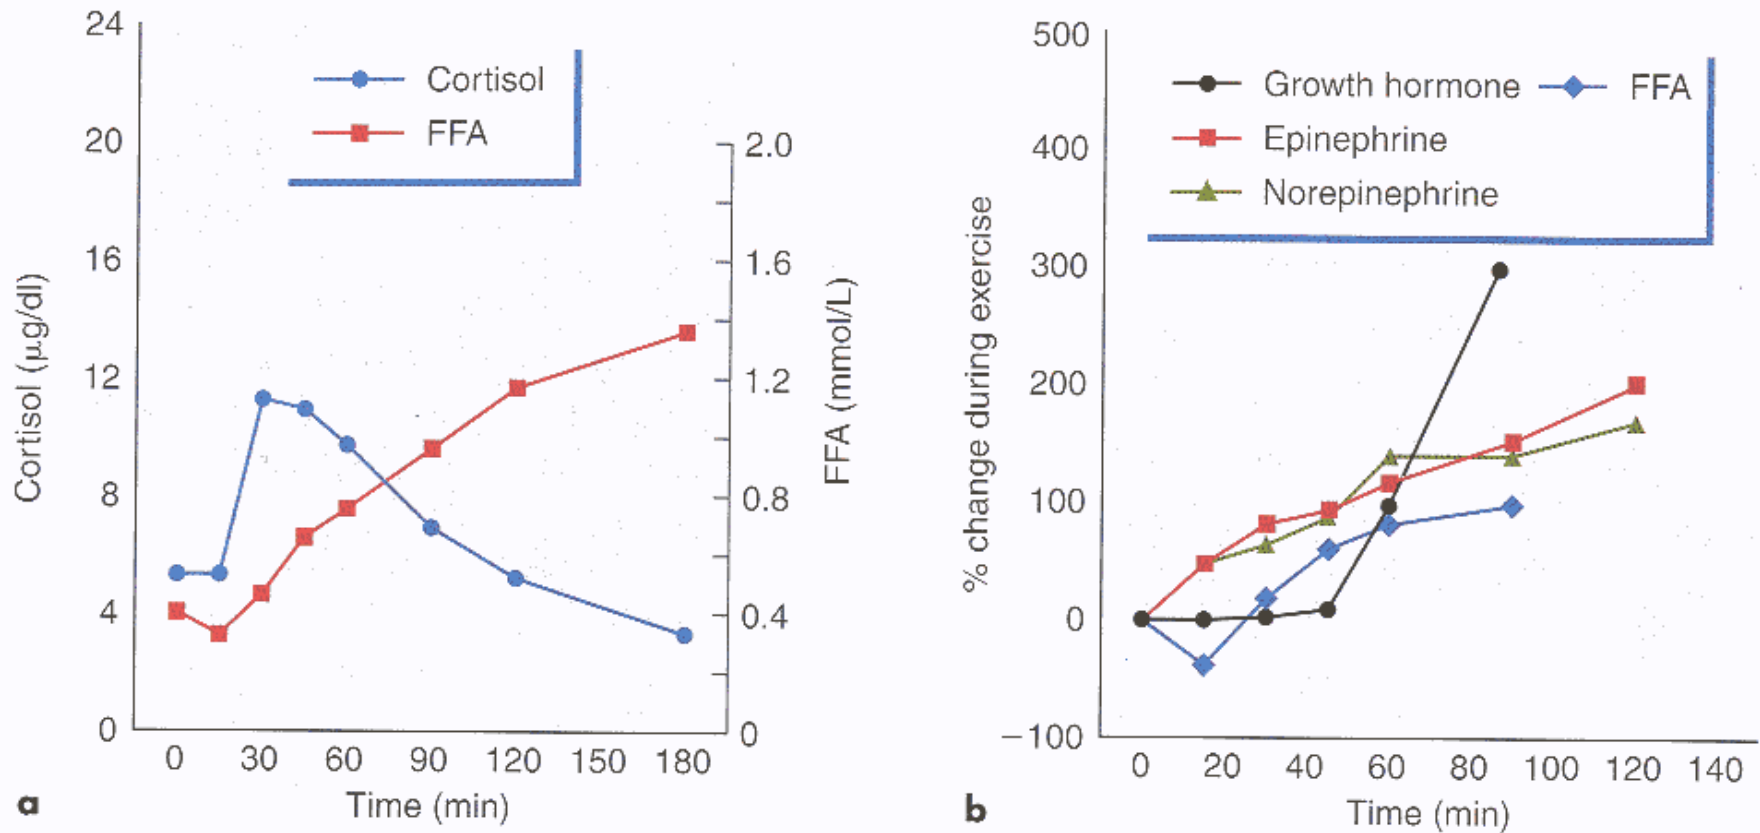 24
20
16
12
8
4
0
Cortisol (µg/dl)
Cortisol
FFA
2.0
1.6
1.2
0.8
0.4
0
FFA (mmol/L)
0 30 60 90 120 150 180
Time (min)
a
500
400
300
200
100
0
−100
% change during exercise
Growth hormone FFA
Epinephrine
Norepinephrine
0 20 40 60 80 100 120 140
Time (min)
b